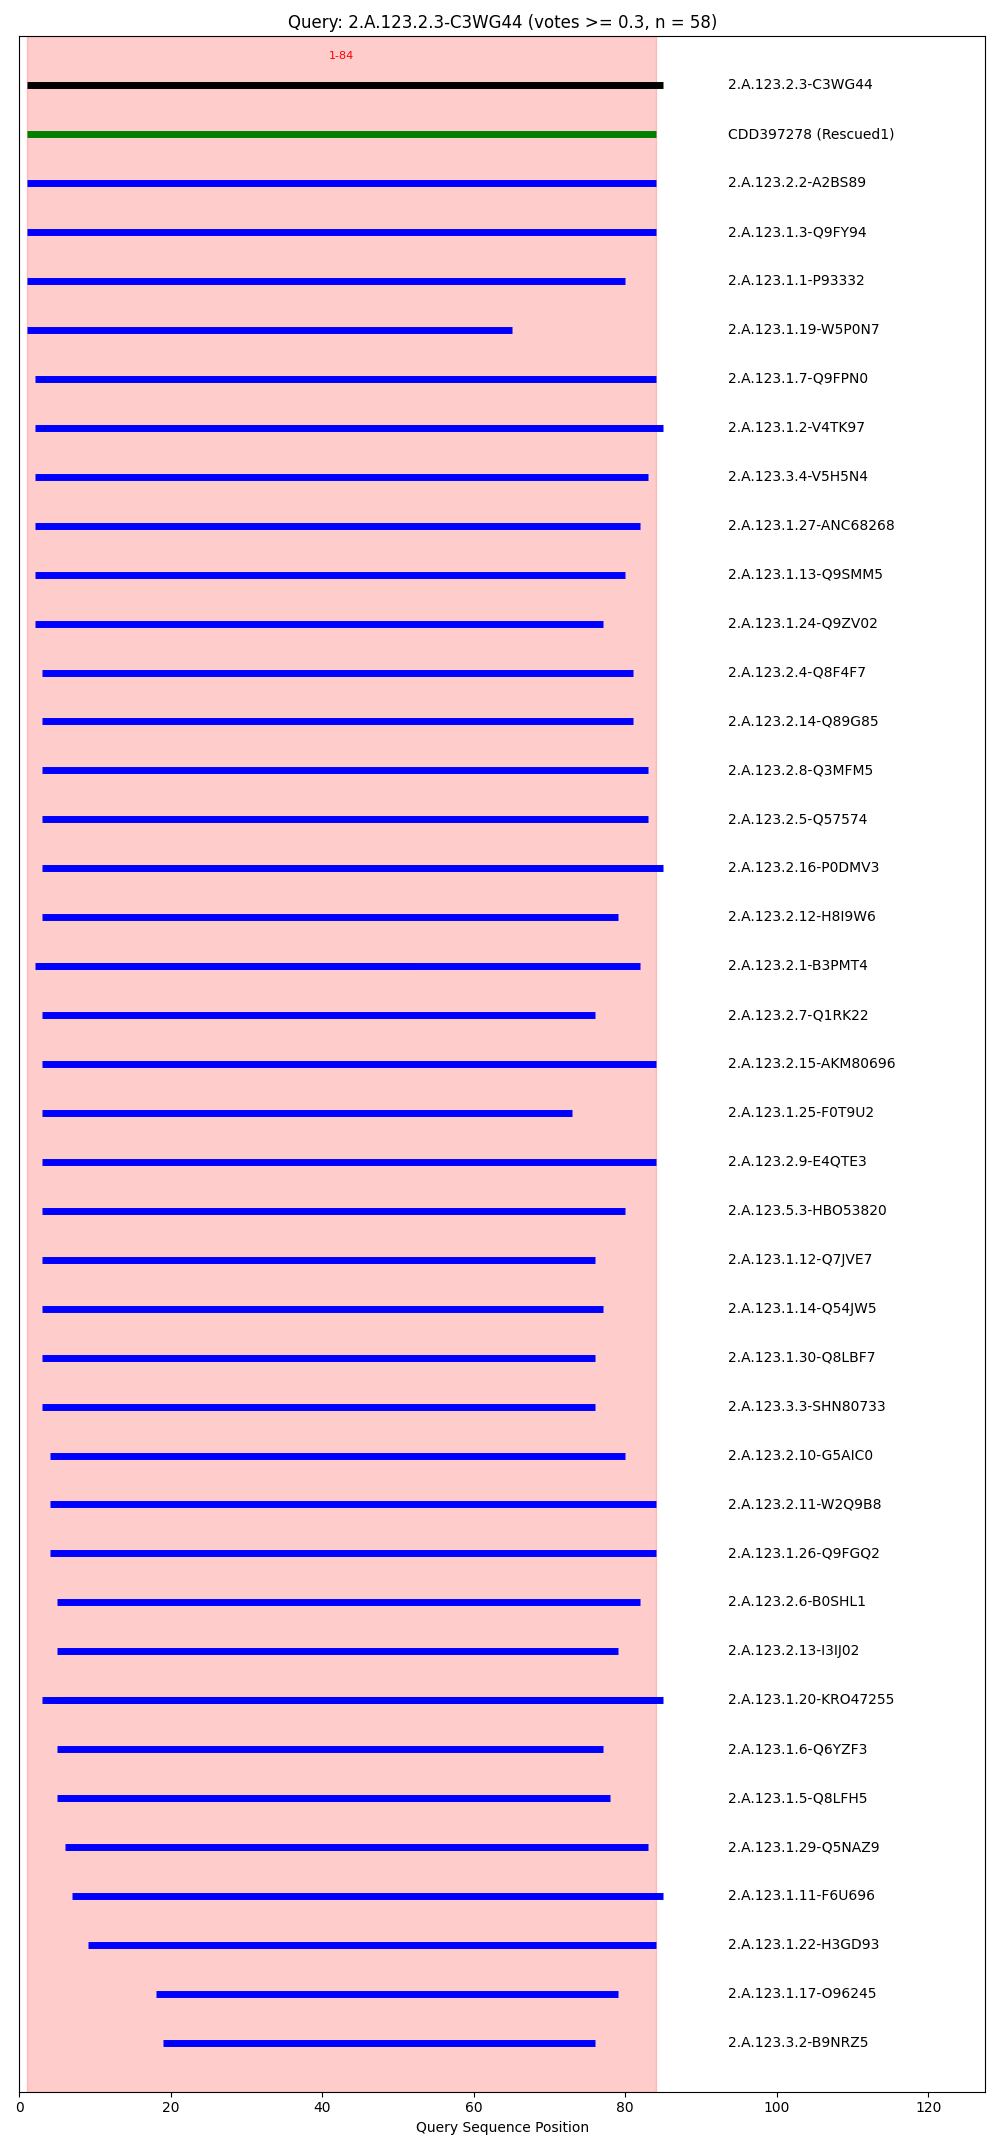 Query: 2.A.123.2.3-C3WG44 (votes >= 0.3, n = 58)
1-84
2.A.123.2.3-C3WG44
CDD397278 (Rescued1)
2.A.123.2.2-A2BS89
2.A.123.1.3-Q9FY94
2.A.123.1.1-P93332
2.A.123.1.19-W5P0N7
2.A.123.1.7-Q9FPN0
2.A.123.1.2-V4TK97
2.A.123.3.4-V5H5N4
2.A.123.1.27-ANC68268
2.A.123.1.13-Q9SMM5
2.A.123.1.24-Q9ZV02
2.A.123.2.4-Q8F4F7
2.A.123.2.14-Q89G85
2.A.123.2.8-Q3MFM5
2.A.123.2.5-Q57574
2.A.123.2.16-P0DMV3
2.A.123.2.12-H8I9W6
2.A.123.2.1-B3PMT4
2.A.123.2.7-Q1RK22
2.A.123.2.15-AKM80696
2.A.123.1.25-F0T9U2
2.A.123.2.9-E4QTE3
2.A.123.5.3-HBO53820
2.A.123.1.12-Q7JVE7
2.A.123.1.14-Q54JW5
2.A.123.1.30-Q8LBF7
2.A.123.3.3-SHN80733
2.A.123.2.10-G5AIC0
2.A.123.2.11-W2Q9B8
2.A.123.1.26-Q9FGQ2
2.A.123.2.6-B0SHL1
2.A.123.2.13-I3IJ02
2.A.123.1.20-KRO47255
2.A.123.1.6-Q6YZF3
2.A.123.1.5-Q8LFH5
2.A.123.1.29-Q5NAZ9
2.A.123.1.11-F6U696
2.A.123.1.22-H3GD93
2.A.123.1.17-O96245
2.A.123.3.2-B9NRZ5
0 20 40 60 80 100 120
Query Sequence Position